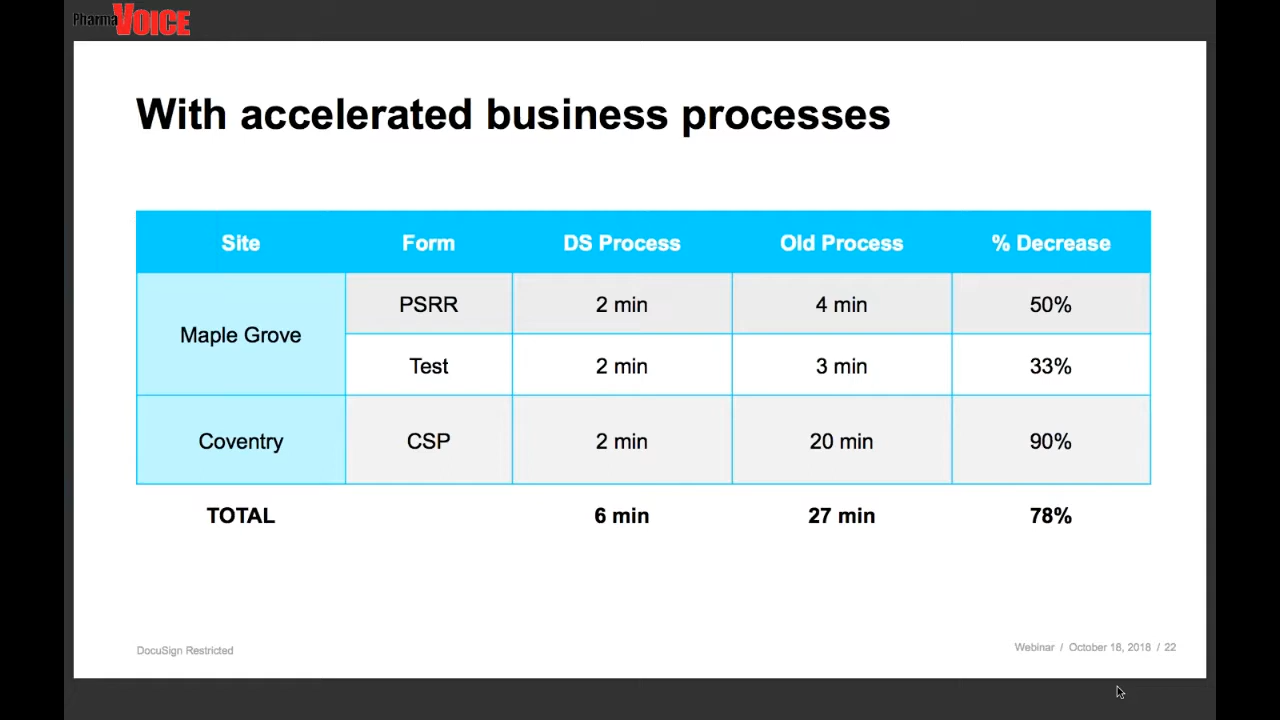 PharmaVOICE
With accelerated business processes
Site Form DS Process Old Process % Decrease
Maple Grove PSRR 2 min 4 min 50%
Test 2 min 3 min 33%
Coventry CSP 2 min 20 min 90%
TOTAL 6 min 27 min 78%
DocuSign Restricted
Webinar / October 18, 2018 / 22